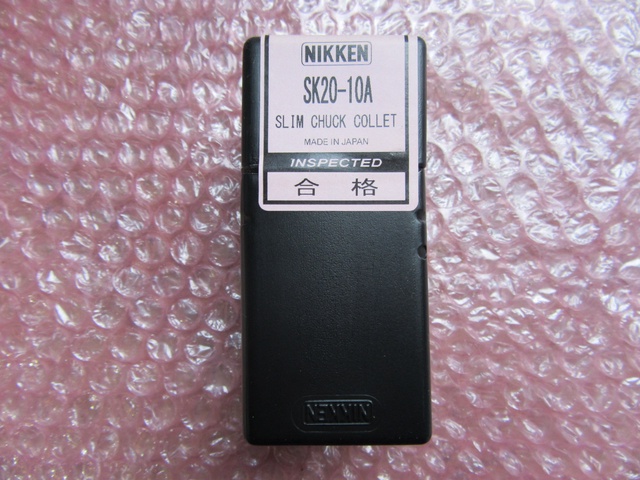 NIKKEN
SK20-10A
SLIM CHUCK COLLET
MADE IN JAPAN
INSPECTED
合格